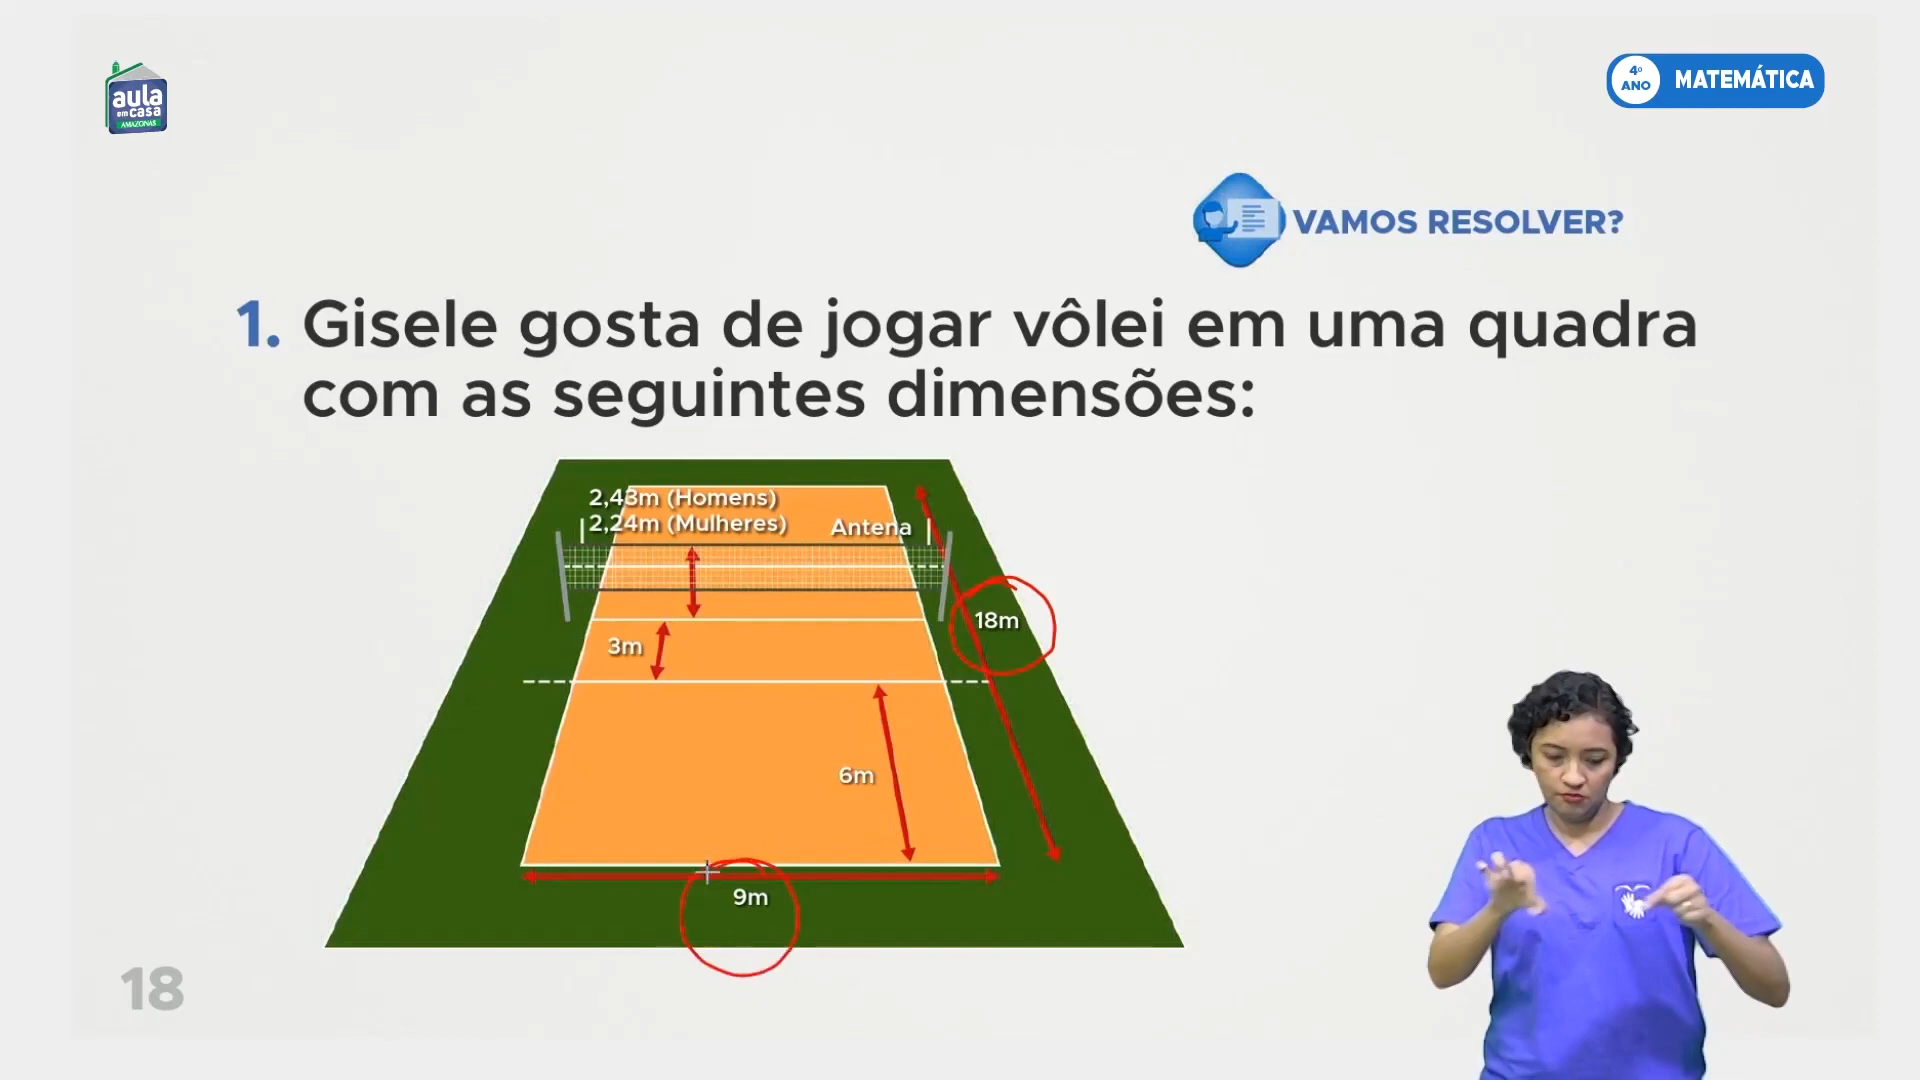 aula
em casa
AMAZONAS
4º
ANO
MATEMÁTICA
VAMOS RESOLVER?
1. Gisele gosta de jogar vôlei em uma quadra
com as seguintes dimensões:
2,43m (Homens)
2,24m (Mulheres)
Antena
18m
3m
6m
9m
18